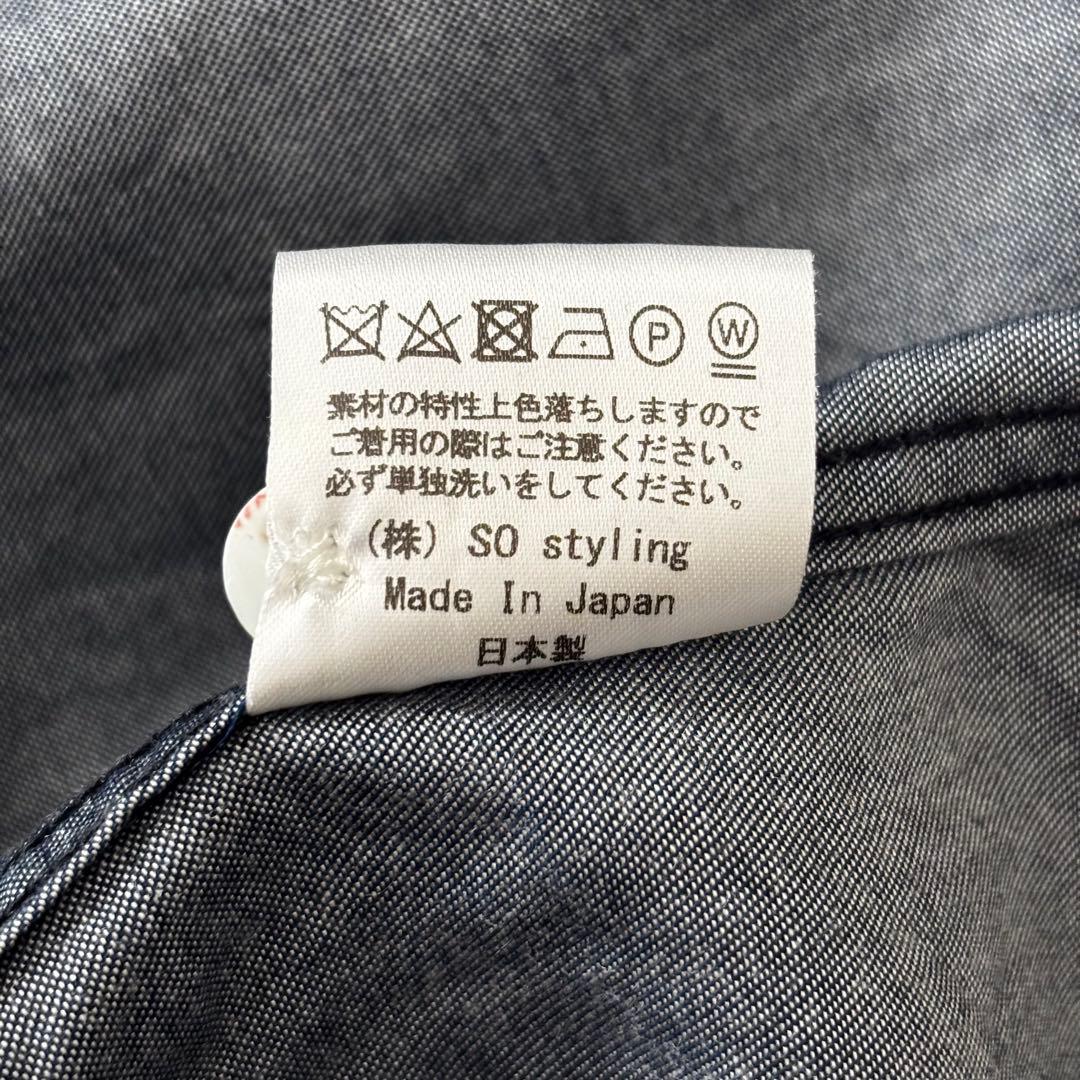 P W
素材の特性上色落ちしますので
ご着用の際はご注意ください。
必ず単独洗いをしてください。
(株) SO styling
Made In Japan
日本製